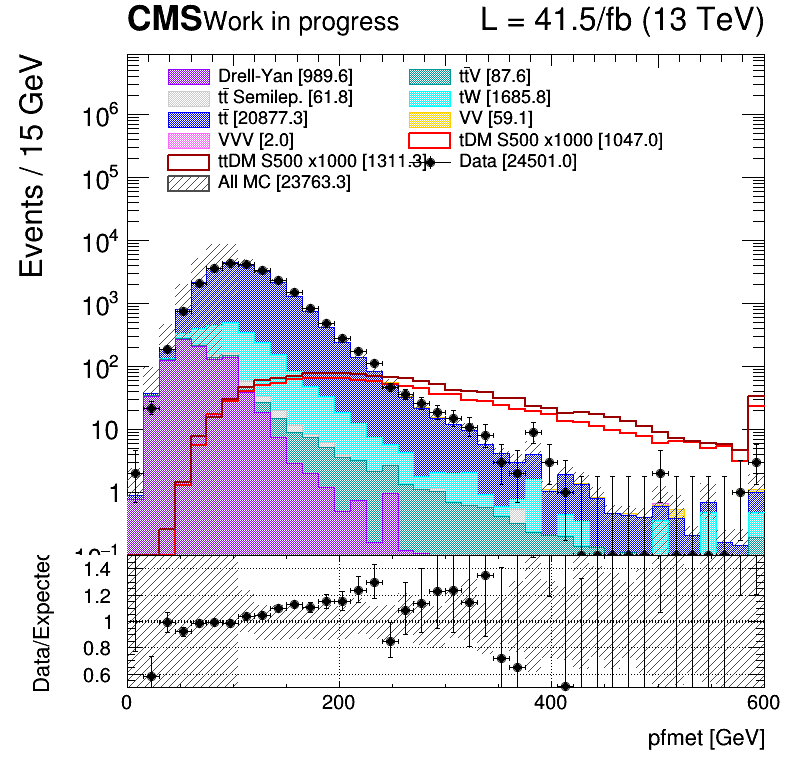 CMS Work in progress L = 41.5/fb (13 TeV)
Events / 15 GeV
Drell-Yan [989.6] tt̄V [87.6]
tt̄ Semilep. [61.8] tW [1685.8]
tt̄ [20877.3] VV [59.1]
VVV [2.0] tDM S500 x1000 [1047.0]
ttDM S500 x1000 [1311.3] Data [24501.0]
All MC [23763.3]
10⁶
10⁵
10⁴
10³
10²
10
1
10⁻¹
Data/Expected
1.4
1.2
1
0.8
0.6
0 200 400 600
pfmet [GeV]